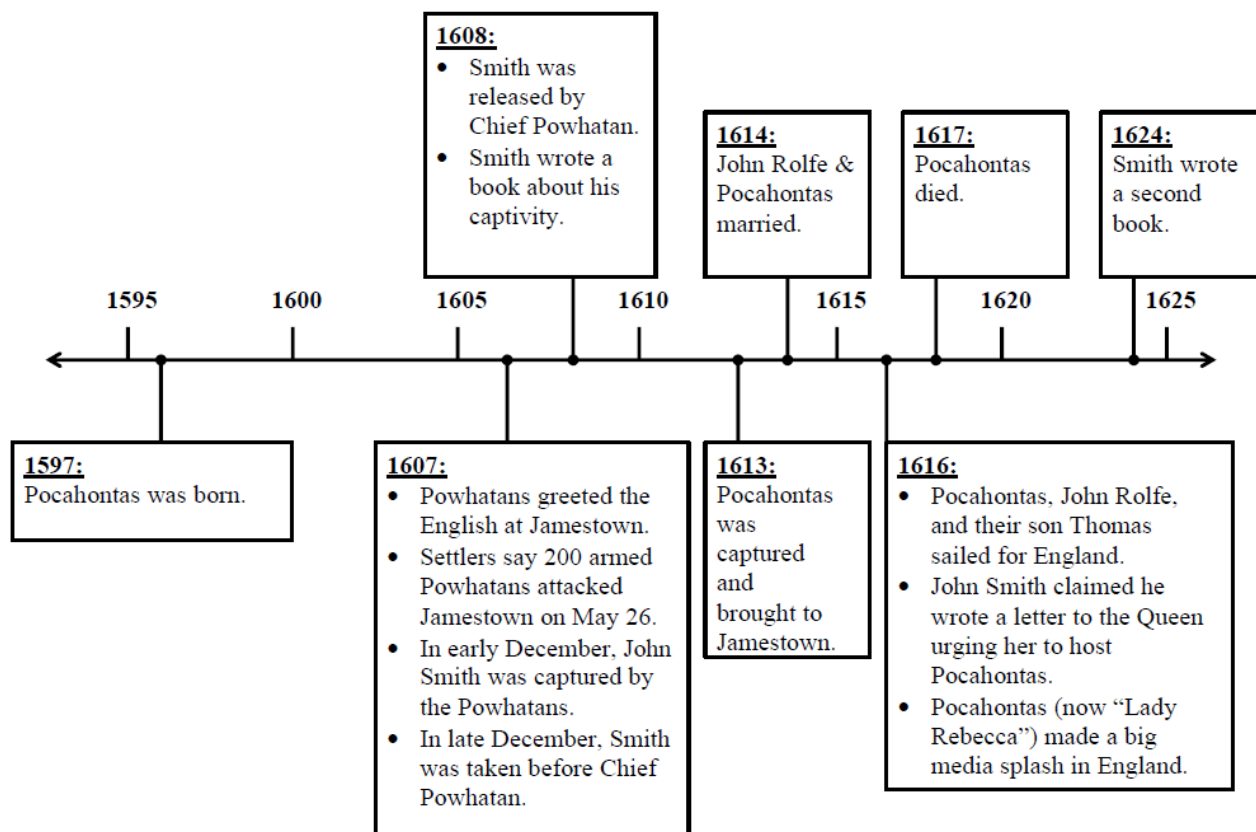 1608:
• Smith was
released by
Chief Powhatan.
• Smith wrote a
book about his
captivity.
1614:
John Rolfe &
Pocahontas
married.
1617:
Pocahontas
died.
1624:
Smith wrote
a second
book.
1595
1600
1605
1610
1615
1620
1625
1597:
Pocahontas was born.
1607:
• Powhatans greeted the
English at Jamestown.
• Settlers say 200 armed
Powhatans attacked
Jamestown on May 26.
• In early December, John
Smith was captured by
the Powhatans.
• In late December, Smith
was taken before Chief
Powhatan.
1613:
Pocahontas
was
captured
and
brought to
Jamestown.
1616:
• Pocahontas, John Rolfe,
and their son Thomas
sailed for England.
• John Smith claimed he
wrote a letter to the Queen
urging her to host
Pocahontas.
• Pocahontas (now “Lady
Rebecca”) made a big
media splash in England.